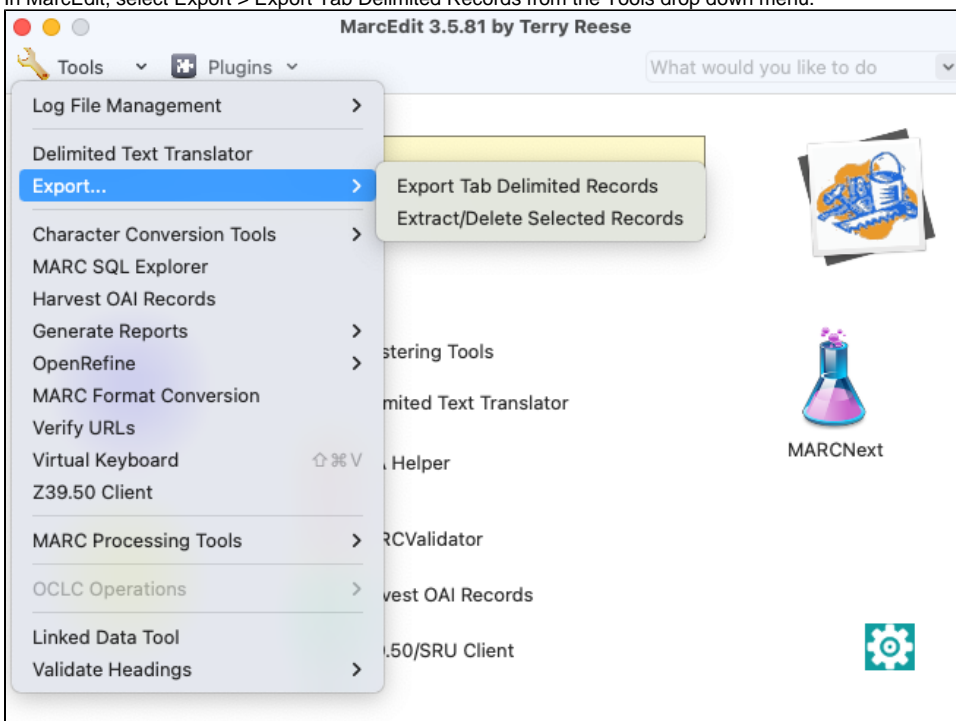 In MarcEdit, select Export > Export Tab Delimited Records from the Tools drop down menu.
MarcEdit 3.5.81 by Terry Reese
Tools Plugins What would you like to do
Log File Management
Delimited Text Translator
Export...
Export Tab Delimited Records
Extract/Delete Selected Records
Character Conversion Tools
MARC SQL Explorer
Harvest OAI Records
Generate Reports
stering Tools
OpenRefine
MARC Format Conversion
mited Text Translator
Verify URLs
Virtual Keyboard ⇧⌘V
Helper
MARCNext
Z39.50 Client
MARC Processing Tools
RCValidator
OCLC Operations
vest OAI Records
Linked Data Tool
.50/SRU Client
Validate Headings